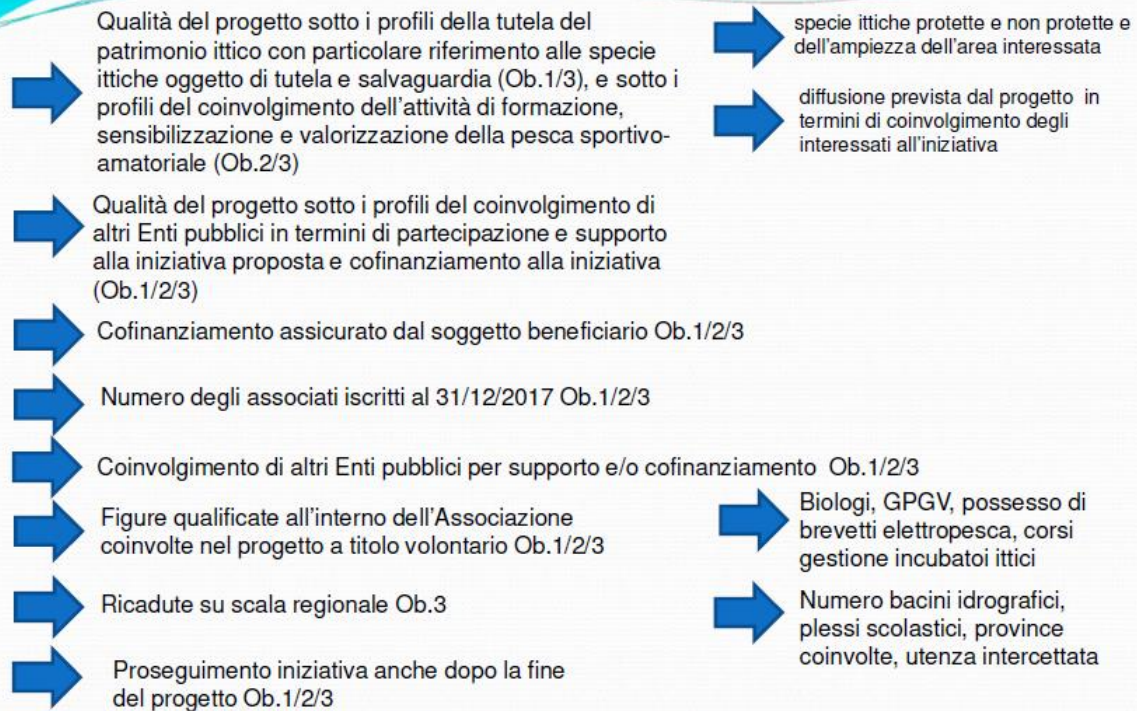 Qualità del progetto sotto i profili della tutela del
patrimonio ittico con particolare riferimento alle specie
ittiche oggetto di tutela e salvaguardia (Ob.1/3), e sotto i
profili del coinvolgimento dell'attività di formazione,
sensibilizzazione e valorizzazione della pesca sportivo-
amatoriale (Ob.2/3)
specie ittiche protette e non protette e
dell'ampiezza dell'area interessata
diffusione prevista dal progetto in
termini di coinvolgimento degli
interessati all'iniziativa
Qualità del progetto sotto i profili del coinvolgimento di
altri Enti pubblici in termini di partecipazione e supporto
alla iniziativa proposta e cofinanziamento alla iniziativa
(Ob.1/2/3)
Cofinanziamento assicurato dal soggetto beneficiario Ob.1/2/3
Numero degli associati iscritti al 31/12/2017 Ob.1/2/3
Coinvolgimento di altri Enti pubblici per supporto e/o cofinanziamento Ob.1/2/3
Figure qualificate all'interno dell'Associazione
coinvolte nel progetto a titolo volontario Ob.1/2/3
Biologi, GPGV, possesso di
brevetti elettropesca, corsi
gestione incubatoi ittici
Ricadute su scala regionale Ob.3
Numero bacini idrografici,
plessi scolastici, province
coinvolte, utenza intercettata
Proseguimento iniziativa anche dopo la fine
del progetto Ob.1/2/3